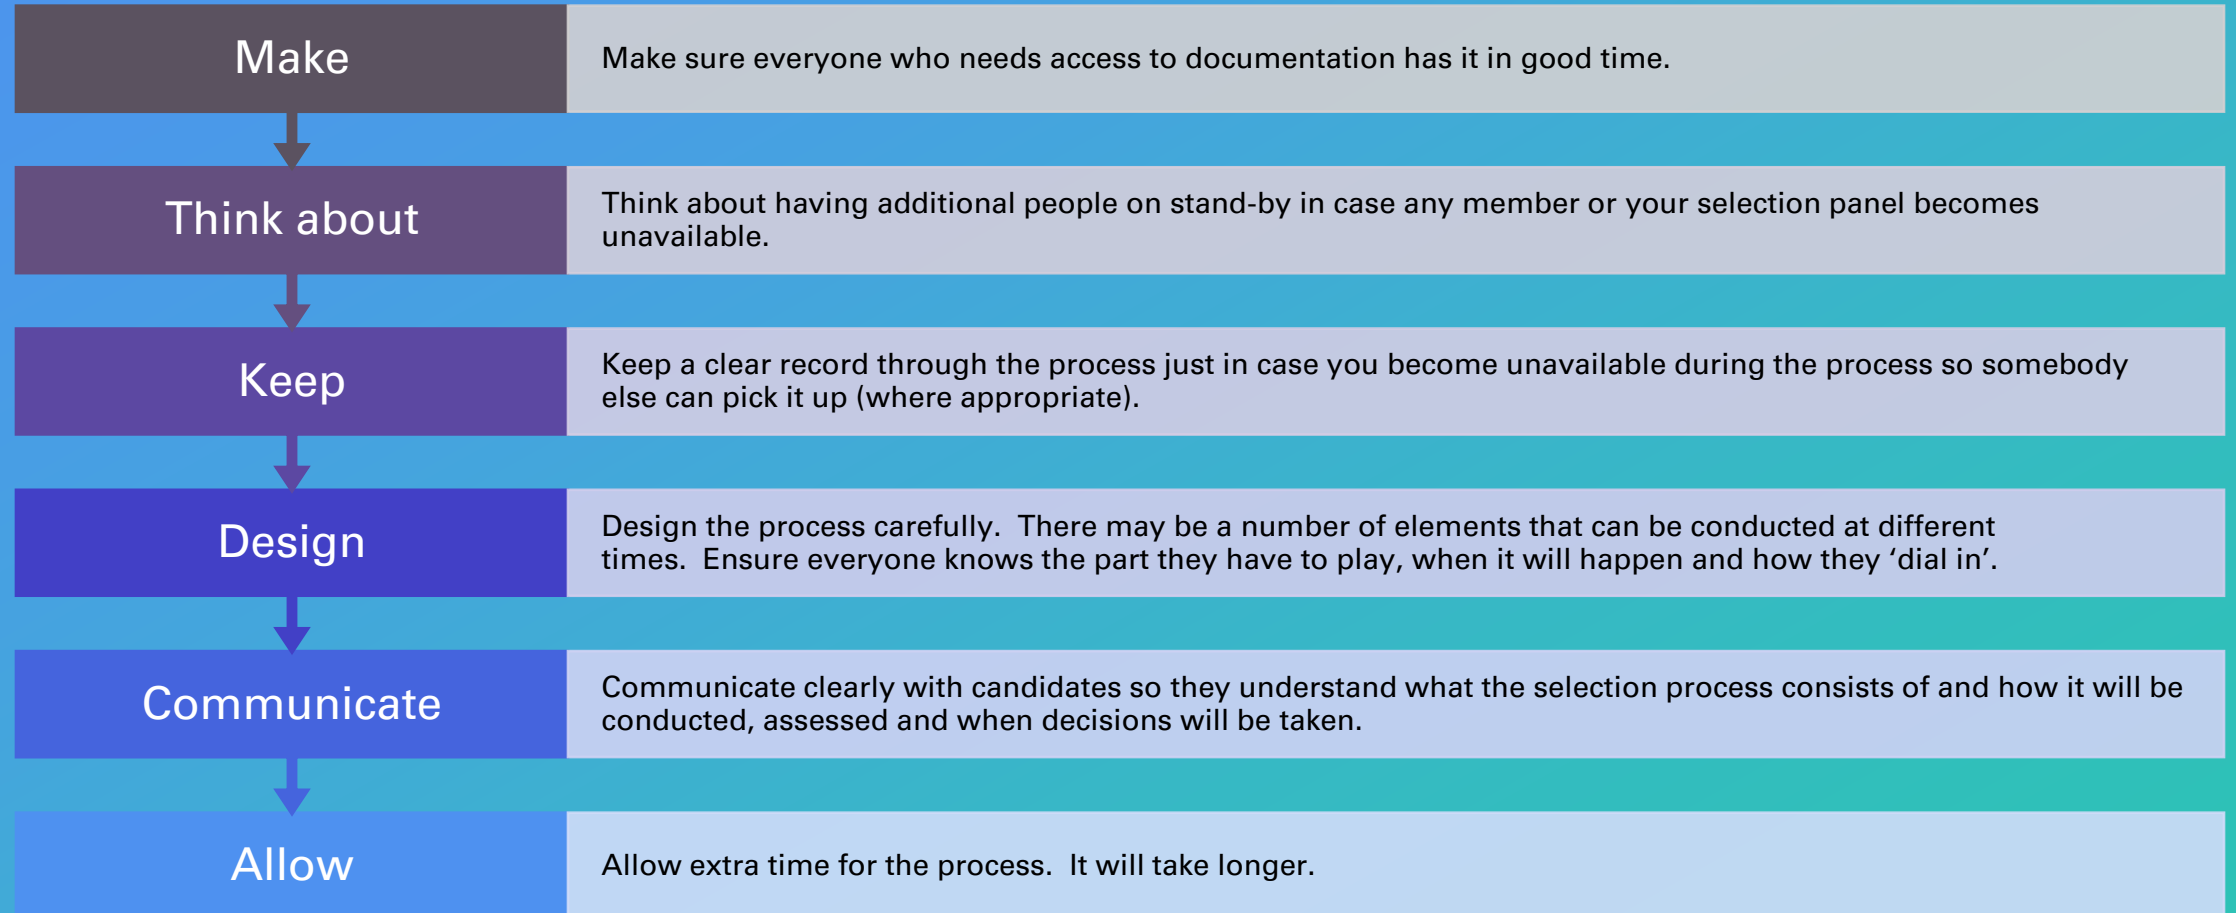 Make
Make sure everyone who needs access to documentation has it in good time.
Think about
Think about having additional people on stand-by in case any member or your selection panel becomes
unavailable.
Keep
Keep a clear record through the process just in case you become unavailable during the process so somebody
else can pick it up (where appropriate).
Design
Design the process carefully.  There may be a number of elements that can be conducted at different
times.  Ensure everyone knows the part they have to play, when it will happen and how they ‘dial in’.
Communicate
Communicate clearly with candidates so they understand what the selection process consists of and how it will be
conducted, assessed and when decisions will be taken.
Allow
Allow extra time for the process.  It will take longer.